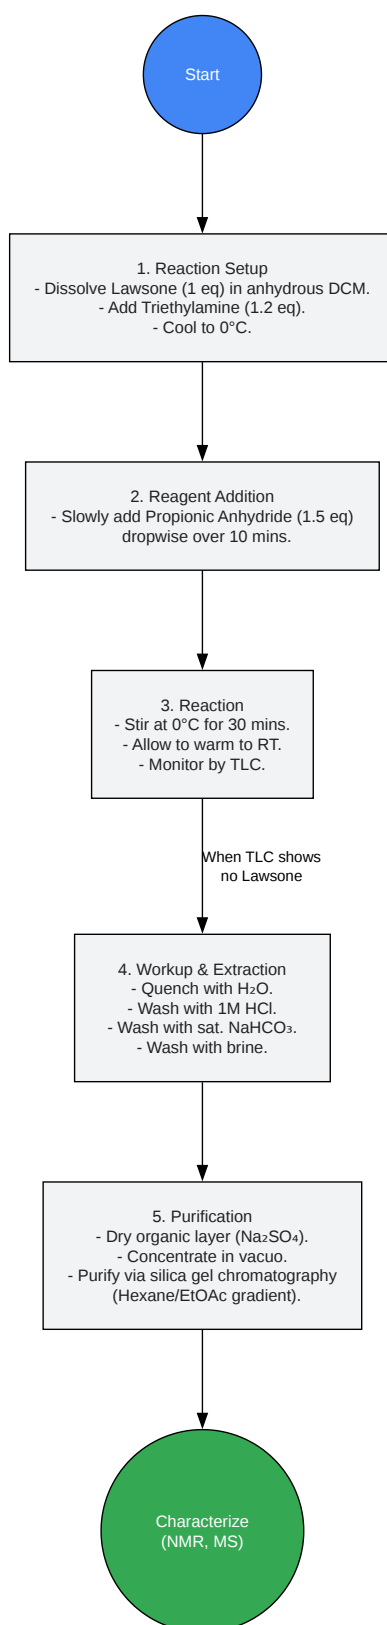 Start
1. Reaction Setup
- Dissolve Lawsone (1 eq) in anhydrous DCM.
- Add Triethylamine (1.2 eq).
- Cool to 0°C.
2. Reagent Addition
- Slowly add Propionic Anhydride (1.5 eq)
dropwise over 10 mins.
3. Reaction
- Stir at 0°C for 30 mins.
- Allow to warm to RT.
- Monitor by TLC.
When TLC shows
no Lawsone
4. Workup & Extraction
- Quench with H₂O.
- Wash with 1M HCl.
- Wash with sat. NaHCO₃.
- Wash with brine.
5. Purification
- Dry organic layer (Na₂SO₄).
- Concentrate in vacuo.
- Purify via silica gel chromatography
(Hexane/EtOAc gradient).
Characterize
(NMR, MS)